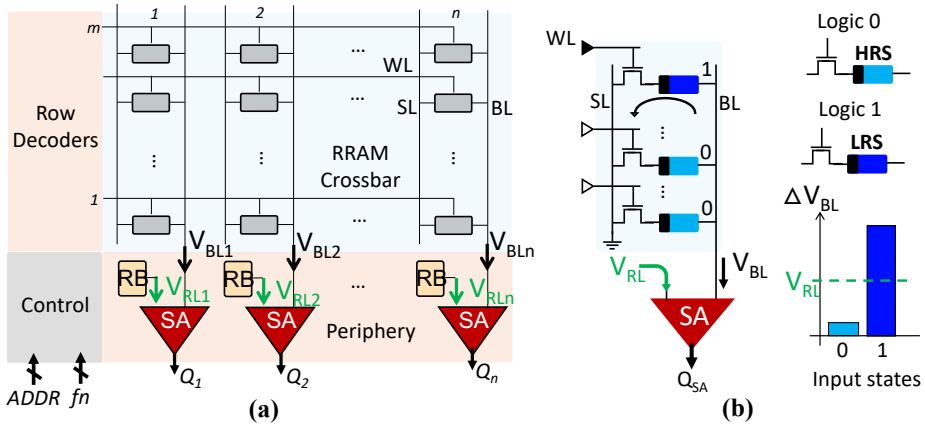 1 2 n
m
WL
...
SL BL
...
Row
Decoders
...
RRAM
Crossbar
...
...
1
...
V_BL1 V_BL2 V_BLn
RB RB RB
V_RL1 V_RL2 V_RLn
...
Control
SA SA SA
Periphery
Q_1 Q_2 Q_n
ADDR fn
(a)
WL
1
SL BL
...
0
...
0
V_RL V_BL
SA
Q_SA
(b)
Logic 0
HRS
Logic 1
LRS
ΔV_BL
V_RL
0 1
Input states